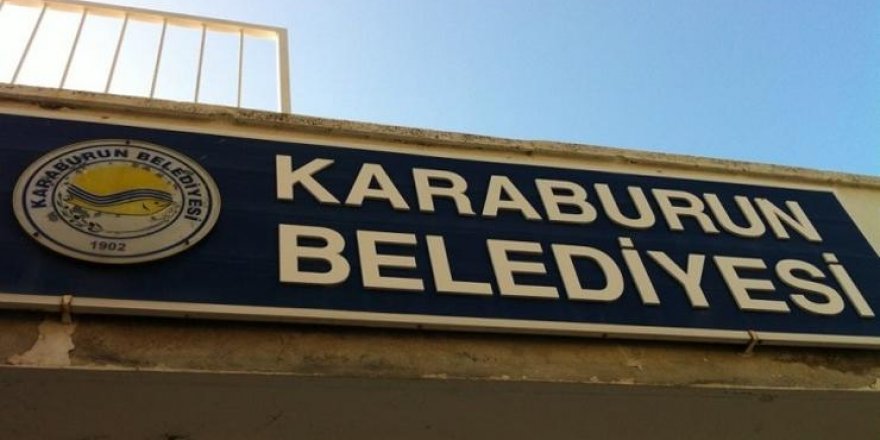 KARABURUN BELEDİYESİ
1902
KARABURUN
BELEDİYESİ